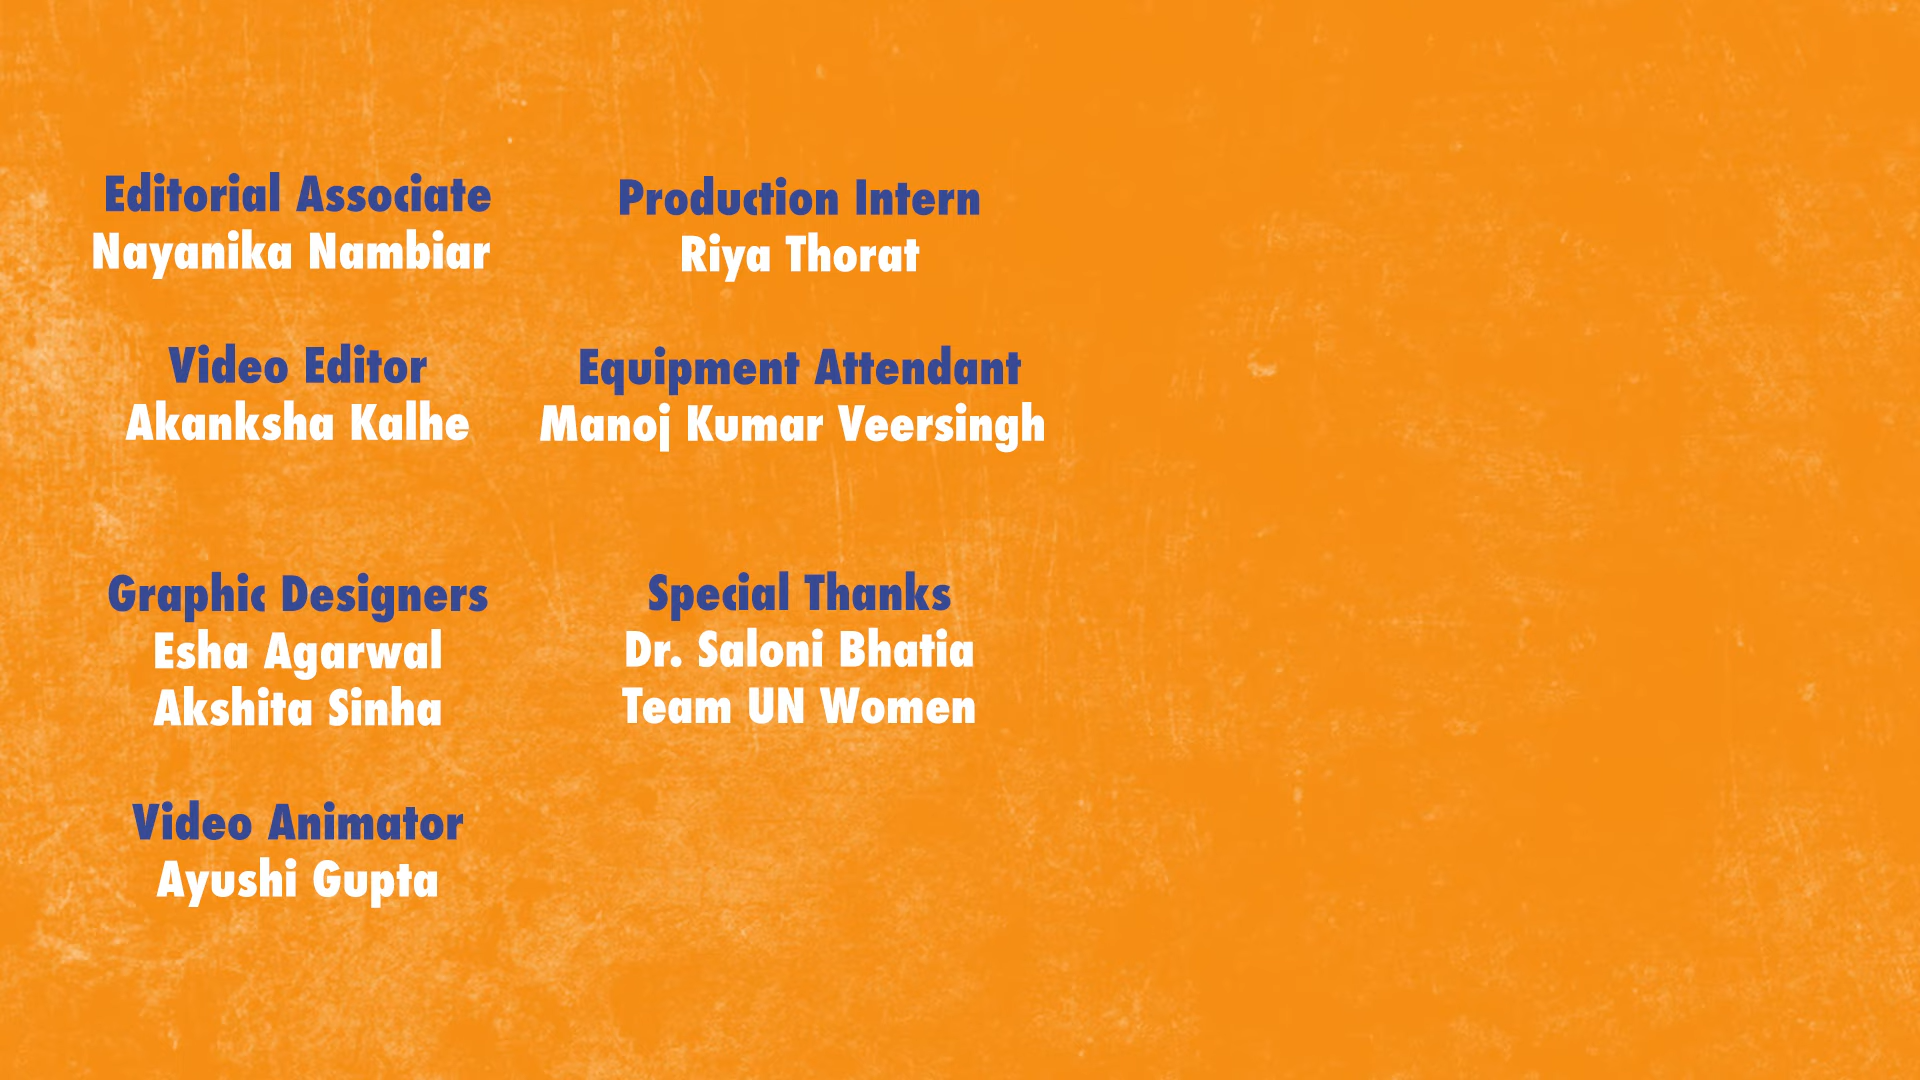 Editorial Associate
Nayanika Nambiar
Video Editor
Akanksha Kalhe
Graphic Designers
Esha Agarwal
Akshita Sinha
Video Animator
Ayushi Gupta
Production Intern
Riya Thorat
Equipment Attendant
Manoj Kumar Veersingh
Special Thanks
Dr. Saloni Bhatia
Team UN Women